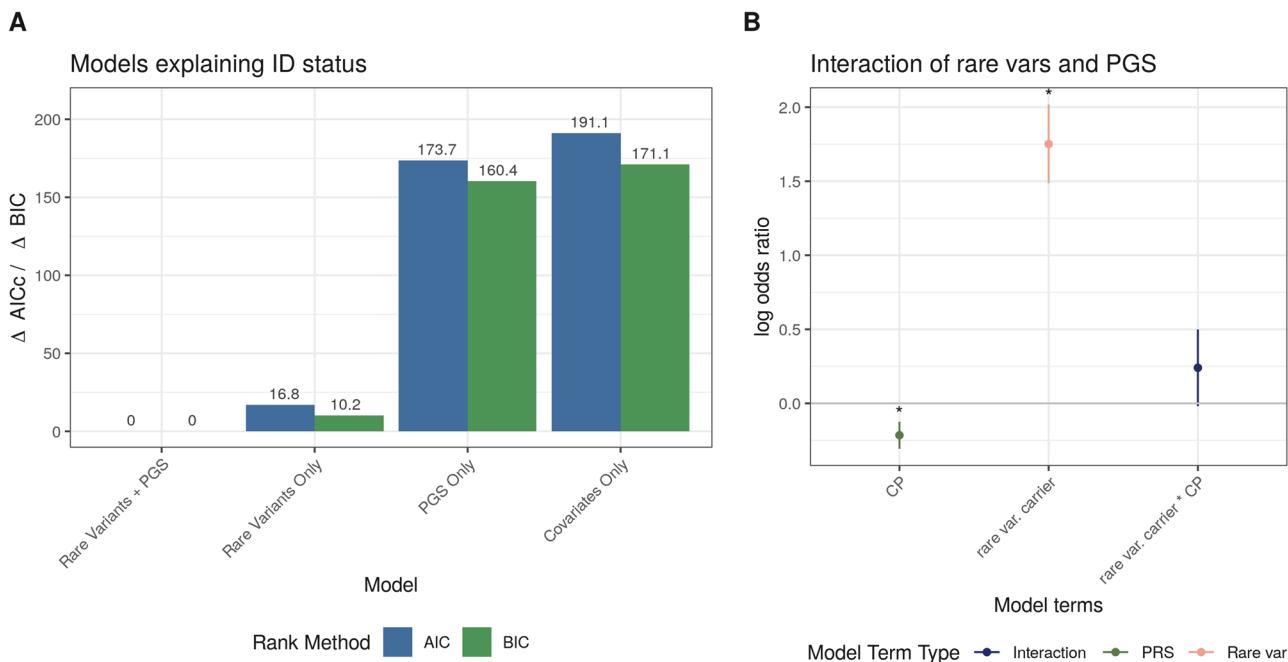 A
Models explaining ID status
Δ AICc / Δ BIC
200
150
100
50
0
0
0
16.8
10.2
173.7
160.4
191.1
171.1
Rare Variants + PGS
Rare Variants Only
PGS Only
Covariates Only
Model
Rank Method AIC BIC
B
Interaction of rare vars and PGS
log odds ratio
2.0
1.5
1.0
0.5
0.0
*
*
CP
rare var. carrier
rare var. carrier * CP
Model terms
Model Term Type Interaction PRS Rare var